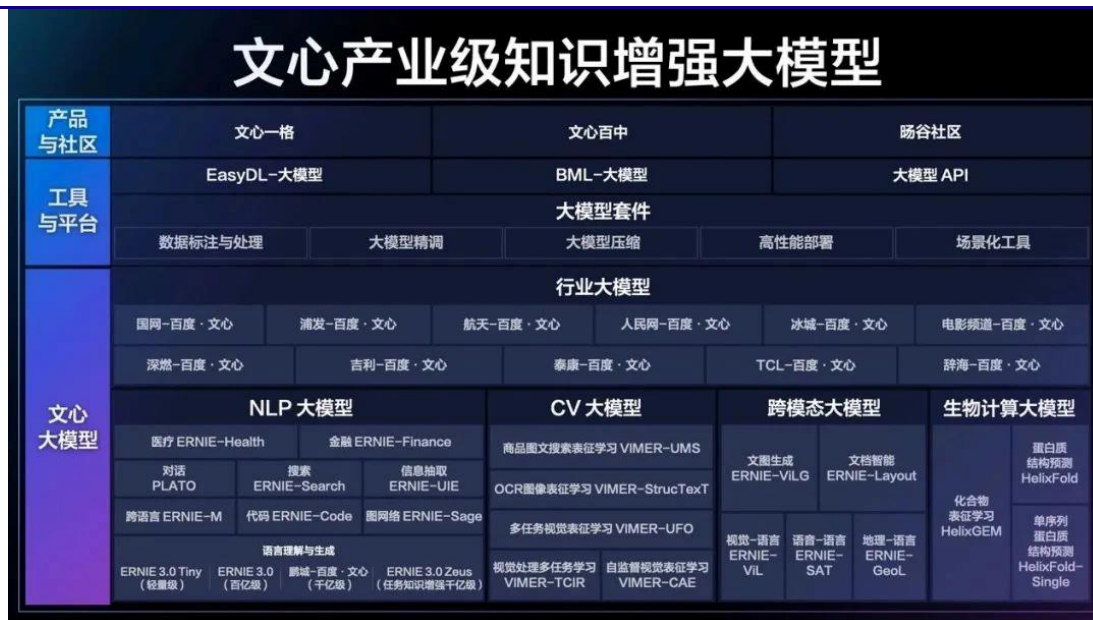 文心产业级知识增强大模型
产品
与社区
文心一格
文心百中
旸谷社区
工具
与平台
EasyDL-大模型
BML-大模型
大模型 API
大模型套件
数据标注与处理
大模型精调
大模型压缩
高性能部署
场景化工具
文心
大模型
行业大模型
国网-百度·文心
浦发-百度·文心
航天-百度·文心
人民网-百度·文心
冰城-百度·文心
电影频道-百度·文心
深燃-百度·文心
吉利-百度·文心
泰康-百度·文心
TCL-百度·文心
辞海-百度·文心
NLP 大模型
医疗 ERNIE-Health
金融 ERNIE-Finance
对话
PLATO
搜索
ERNIE-Search
信息抽取
ERNIE-UIE
跨语言 ERNIE-M
代码 ERNIE-Code
图网络 ERNIE-Sage
语言理解与生成
ERNIE 3.0 Tiny
（轻量级）
ERNIE 3.0
（百亿级）
鹏城-百度·文心
（千亿级）
ERNIE 3.0 Zeus
（任务知识增强千亿级）
CV 大模型
商品图文搜索表征学习 VIMER-UMS
OCR图像表征学习 VIMER-StrucTexT
多任务视觉表征学习 VIMER-UFO
视觉处理多任务学习
VIMER-TCIR
自监督视觉表征学习
VIMER-CAE
跨模态大模型
文图生成
ERNIE-ViLG
文档智能
ERNIE-Layout
视觉-语言
ERNIE-
ViL
语音-语言
ERNIE-
SAT
地理-语言
ERNIE-
GeoL
生物计算大模型
化合物
表征学习
HelixGEM
蛋白质
结构预测
HelixFold
单序列
蛋白质
结构预测
HelixFold-
Single